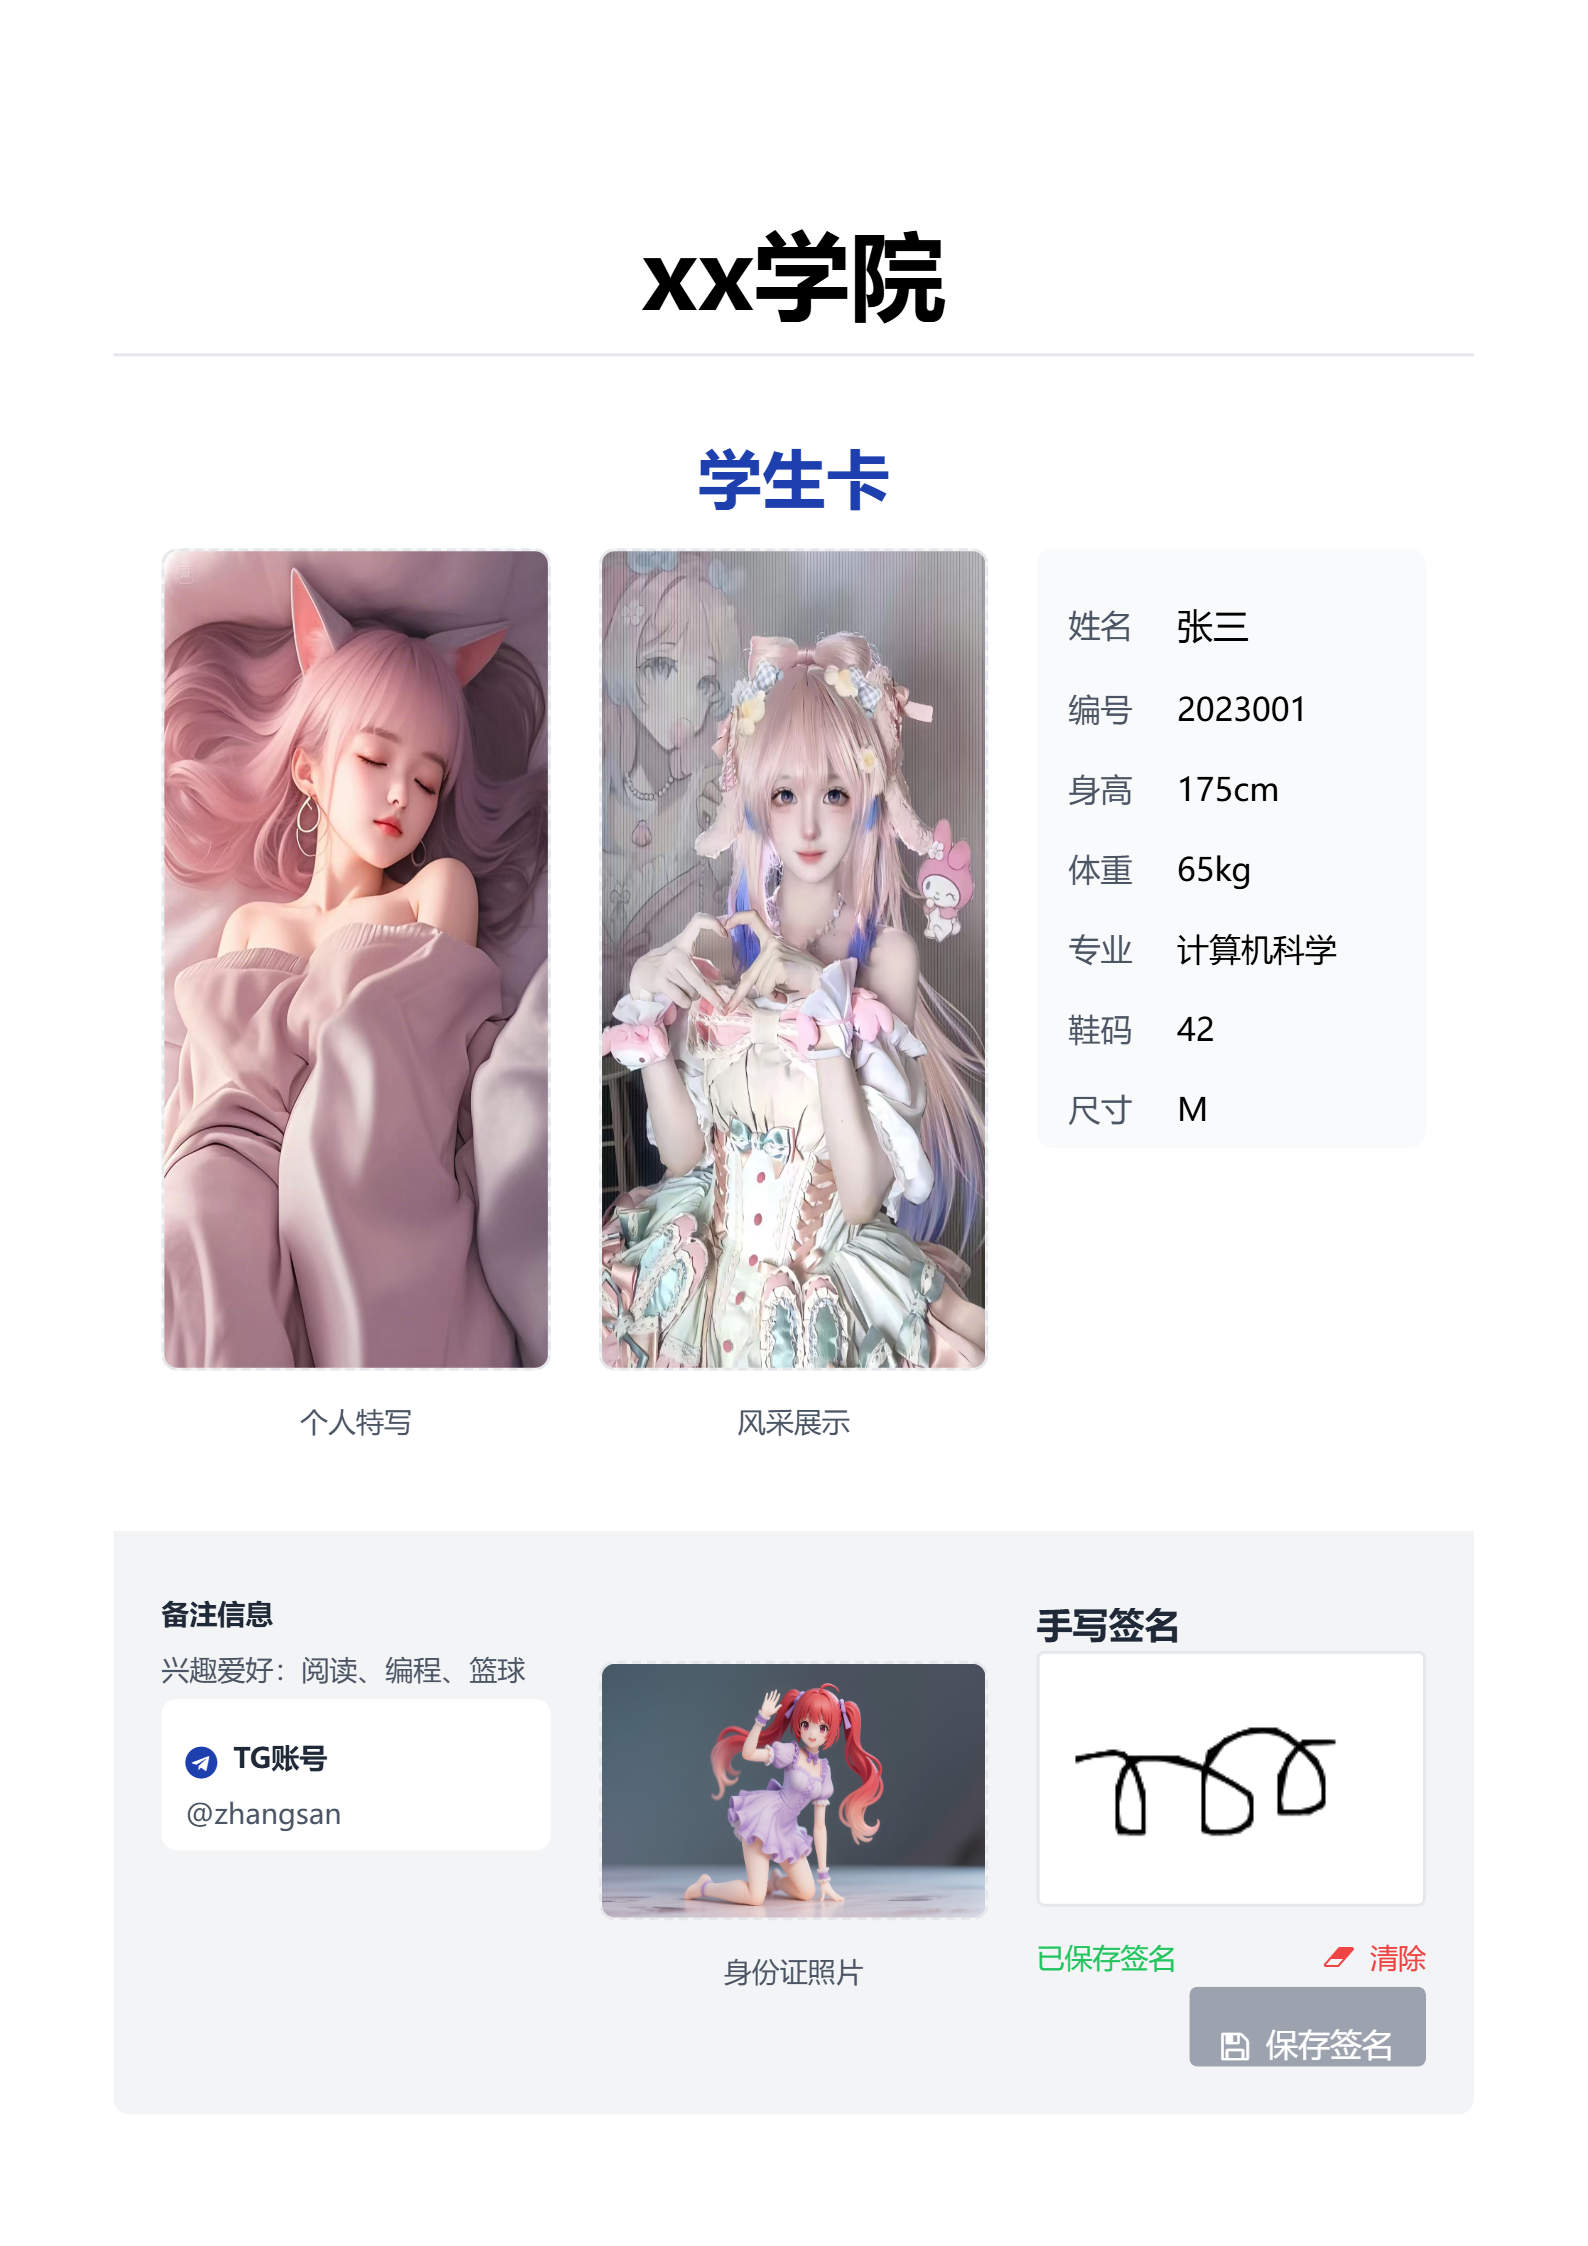 xx学院
学生卡
姓名 张三
编号 2023001
身高 175cm
体重 65kg
专业 计算机科学
鞋码 42
尺寸 M
个人特写
风采展示
备注信息
兴趣爱好：阅读、编程、篮球
TG账号
@zhangsan
身份证照片
手写签名
已保存签名
清除
保存签名